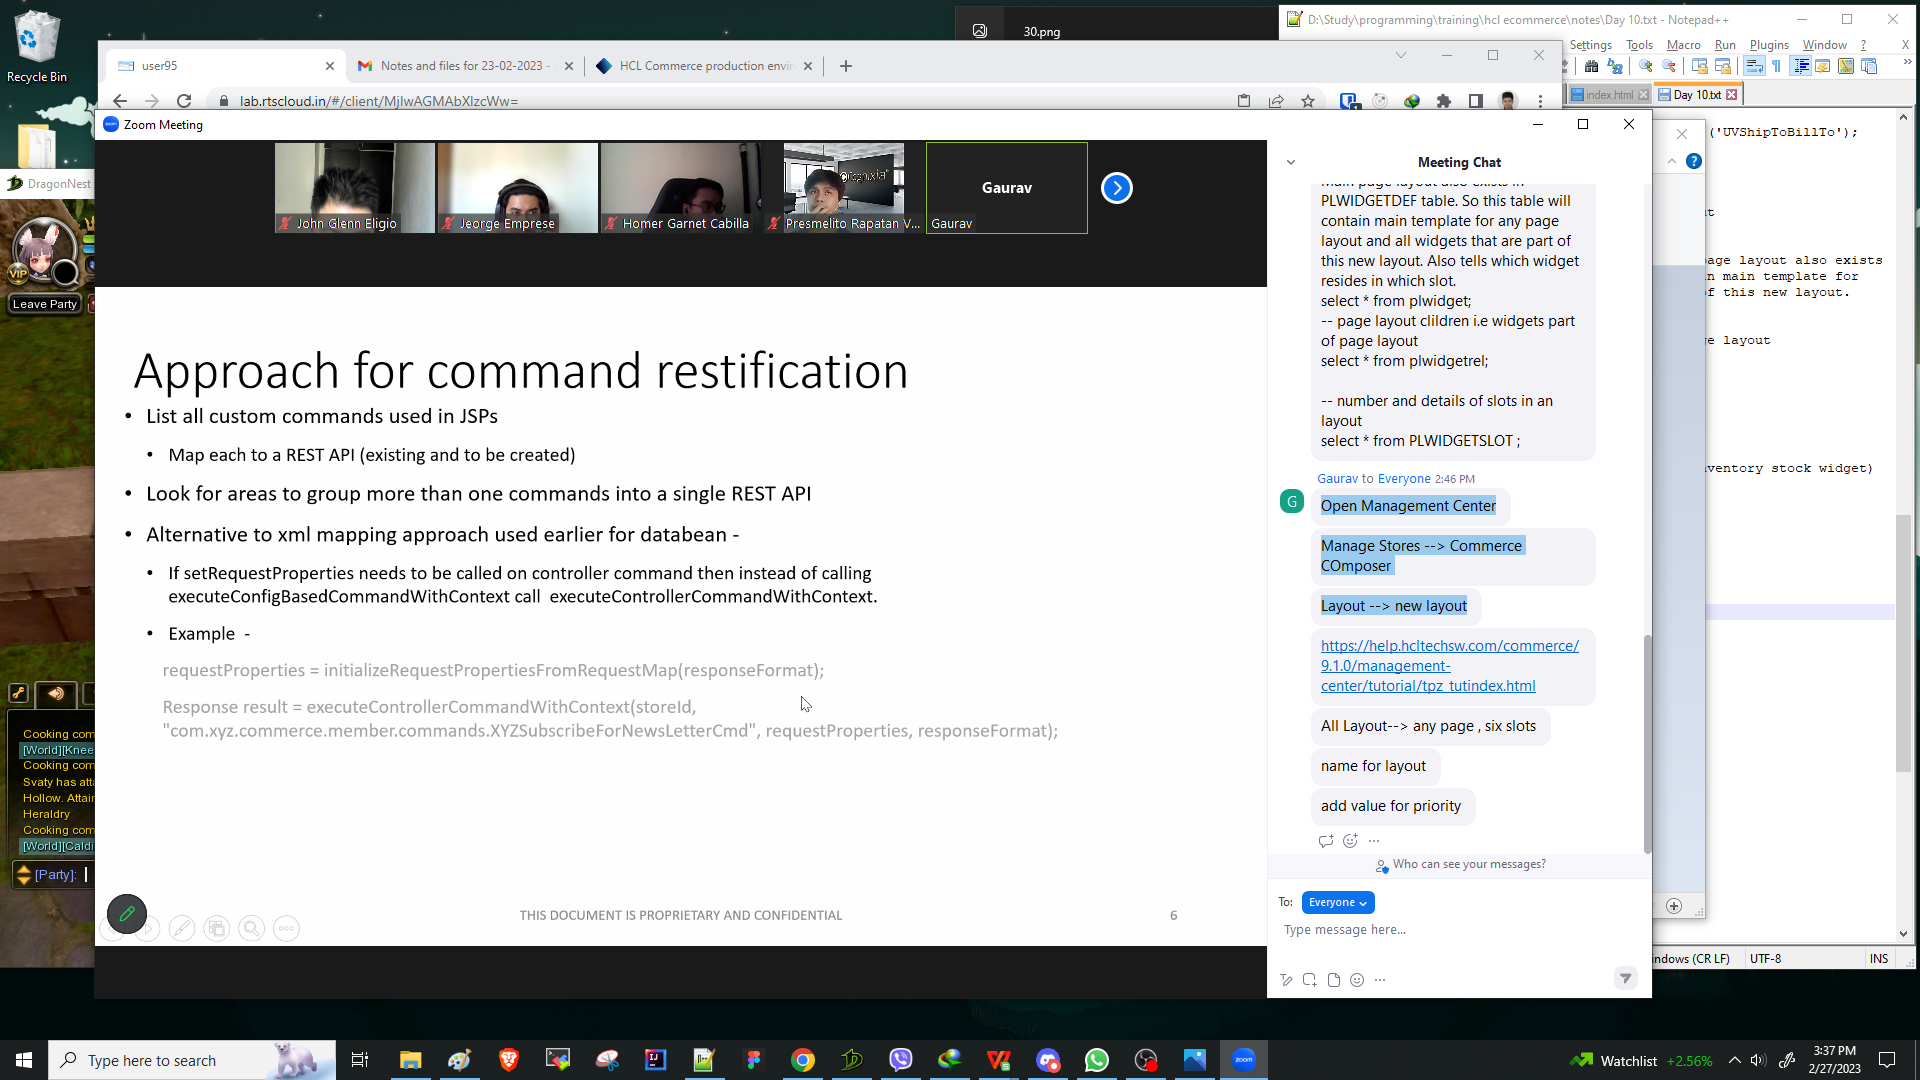 Recycle Bin
30.png
D:\Study\programming\training\hcl ecommerce\notes\Day 10.txt - Notepad++
Settings Tools Macro Run Plugins Window ? X
index.html
Day 10.txt
user95
Notes and files for 23-02-2023 -
HCL Commerce production envir
lab.rtscloud.in/#/client/MjIwAGMAbXlzcWw=
Zoom Meeting
('UVShipToBillTo');
DragonNest
VIP
Leave Party
John Glenn Eligio
Jeorge Emprese
Homer Garnet Cabilla
Presmelito Rapatan V...
Gaurav
Gaurav
Approach for command restification
• List all custom commands used in JSPs
• Map each to a REST API (existing and to be created)
• Look for areas to group more than one commands into a single REST API
• Alternative to xml mapping approach used earlier for databean -
• If setRequestProperties needs to be called on controller command then instead of calling
executeConfigBasedCommandWithContext call executeControllerCommandWithContext.
• Example -
requestProperties = initializeRequestPropertiesFromRequestMap(responseFormat);
Response result = executeControllerCommandWithContext(storeId,
"com.xyz.commerce.member.commands.XYZSubscribeForNewsLetterCmd", requestProperties, responseFormat);
THIS DOCUMENT IS PROPRIETARY AND CONFIDENTIAL
6
Meeting Chat
Main page layout also exists in
PLWIDGETDEF table. So this table will
contain main template for any page
layout and all widgets that are part of
this new layout. Also tells which widget
resides in which slot.
select * from plwidget;
-- page layout clildren i.e widgets part
of page layout
select * from plwidgetrel;
-- number and details of slots in an
layout
select * from PLWIDGETSLOT ;
Gaurav to Everyone 2:46 PM
G
Open Management Center
Manage Stores --> Commerce
COmposer
Layout --> new layout
https://help.hcltechsw.com/commerce/
9.1.0/management-
center/tutorial/tpz_tutindex.html
All Layout--> any page , six slots
name for layout
add value for priority
Who can see your messages?
To: Everyone
Type message here...
age layout also exists
n main template for
f this new layout.
e layout
ventory stock widget)
indows (CR LF) UTF-8 INS
Cooking com
[World][Knee
Cooking com
Svaty has atta
Hollow. Attain
Heraldry
Cooking com
[World][Caldi
[Party]:
Type here to search
zoom
Watchlist +2.56%
3:37 PM
2/27/2023